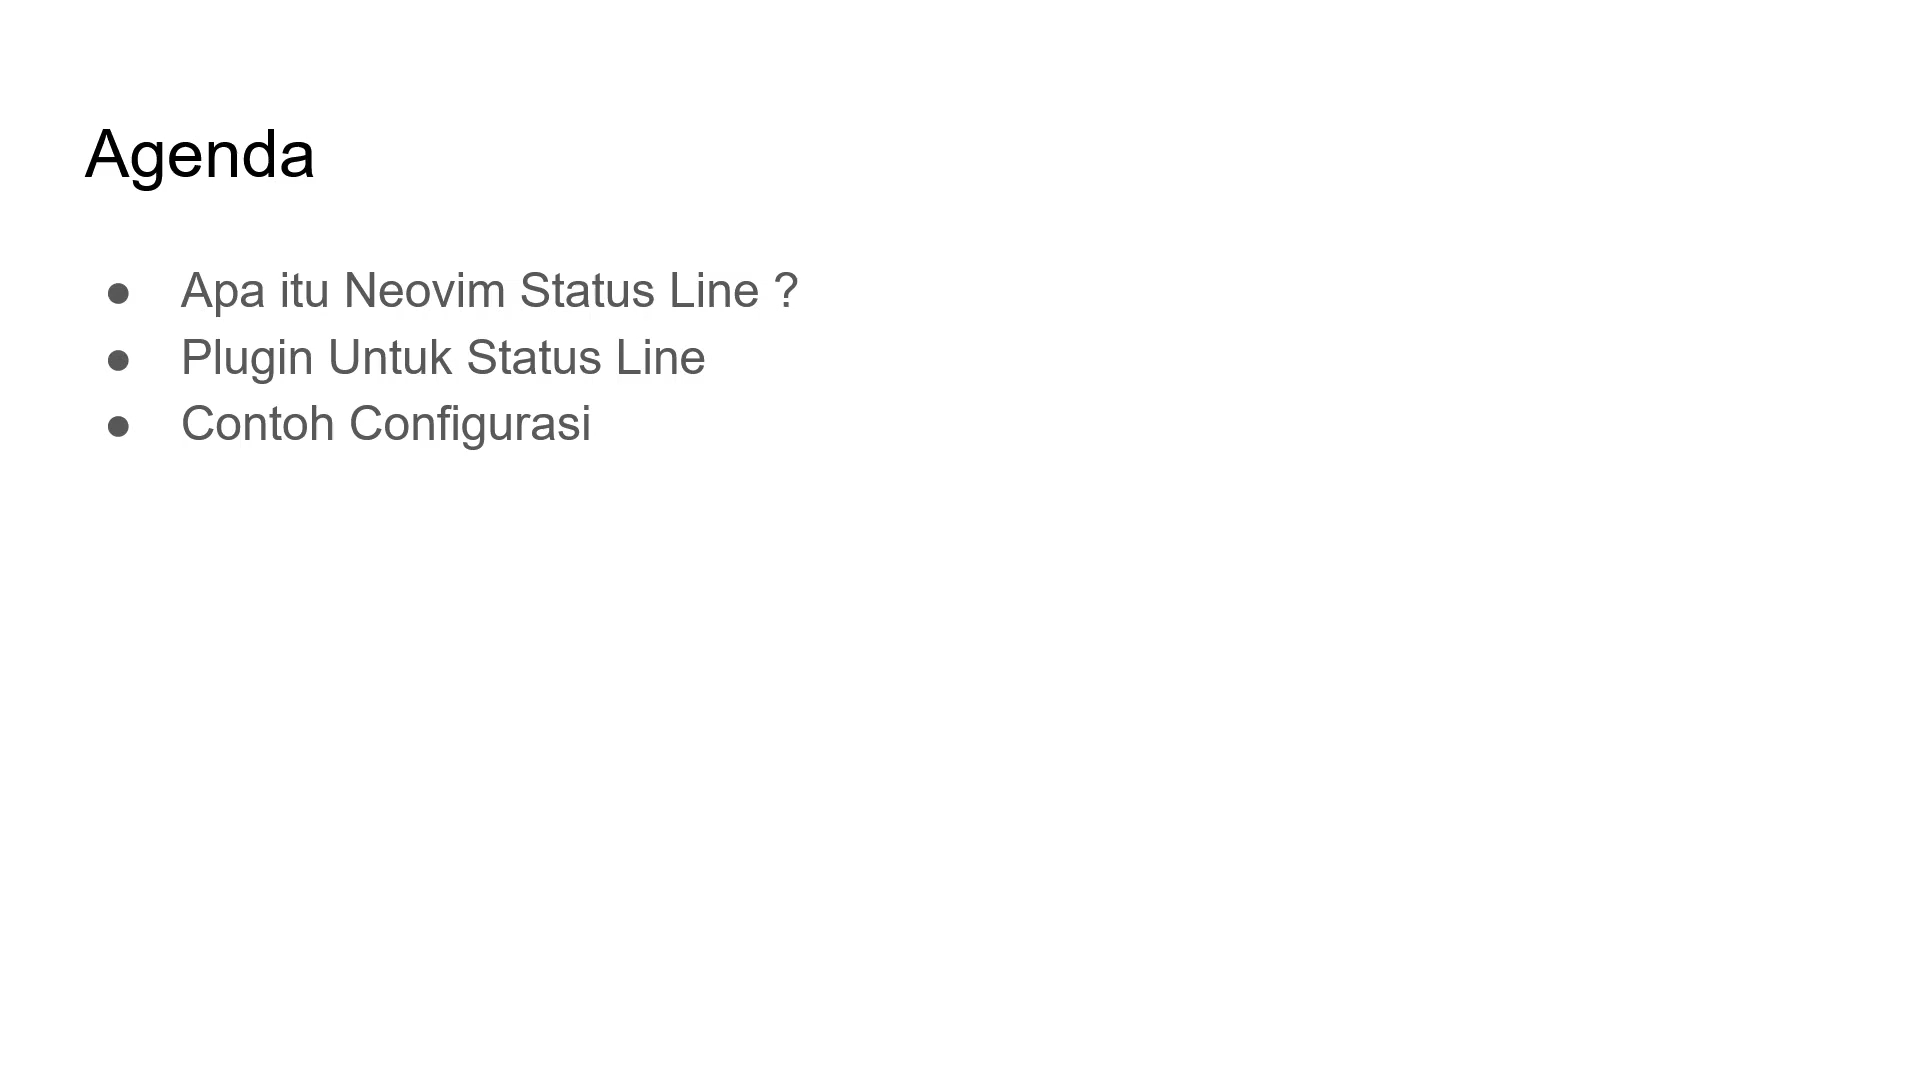 Agenda
● Apa itu Neovim Status Line ?
● Plugin Untuk Status Line
● Contoh Configurasi